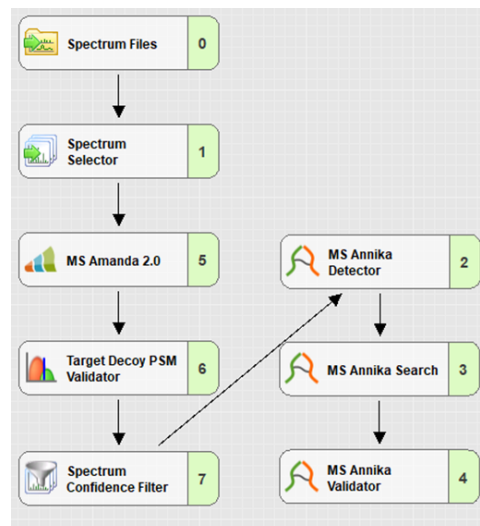 Spectrum Files 0
Spectrum
Selector 1
MS Amanda 2.0 5
Target Decoy PSM
Validator 6
Spectrum
Confidence Filter 7
MS Annika
Detector 2
MS Annika Search 3
MS Annika
Validator 4